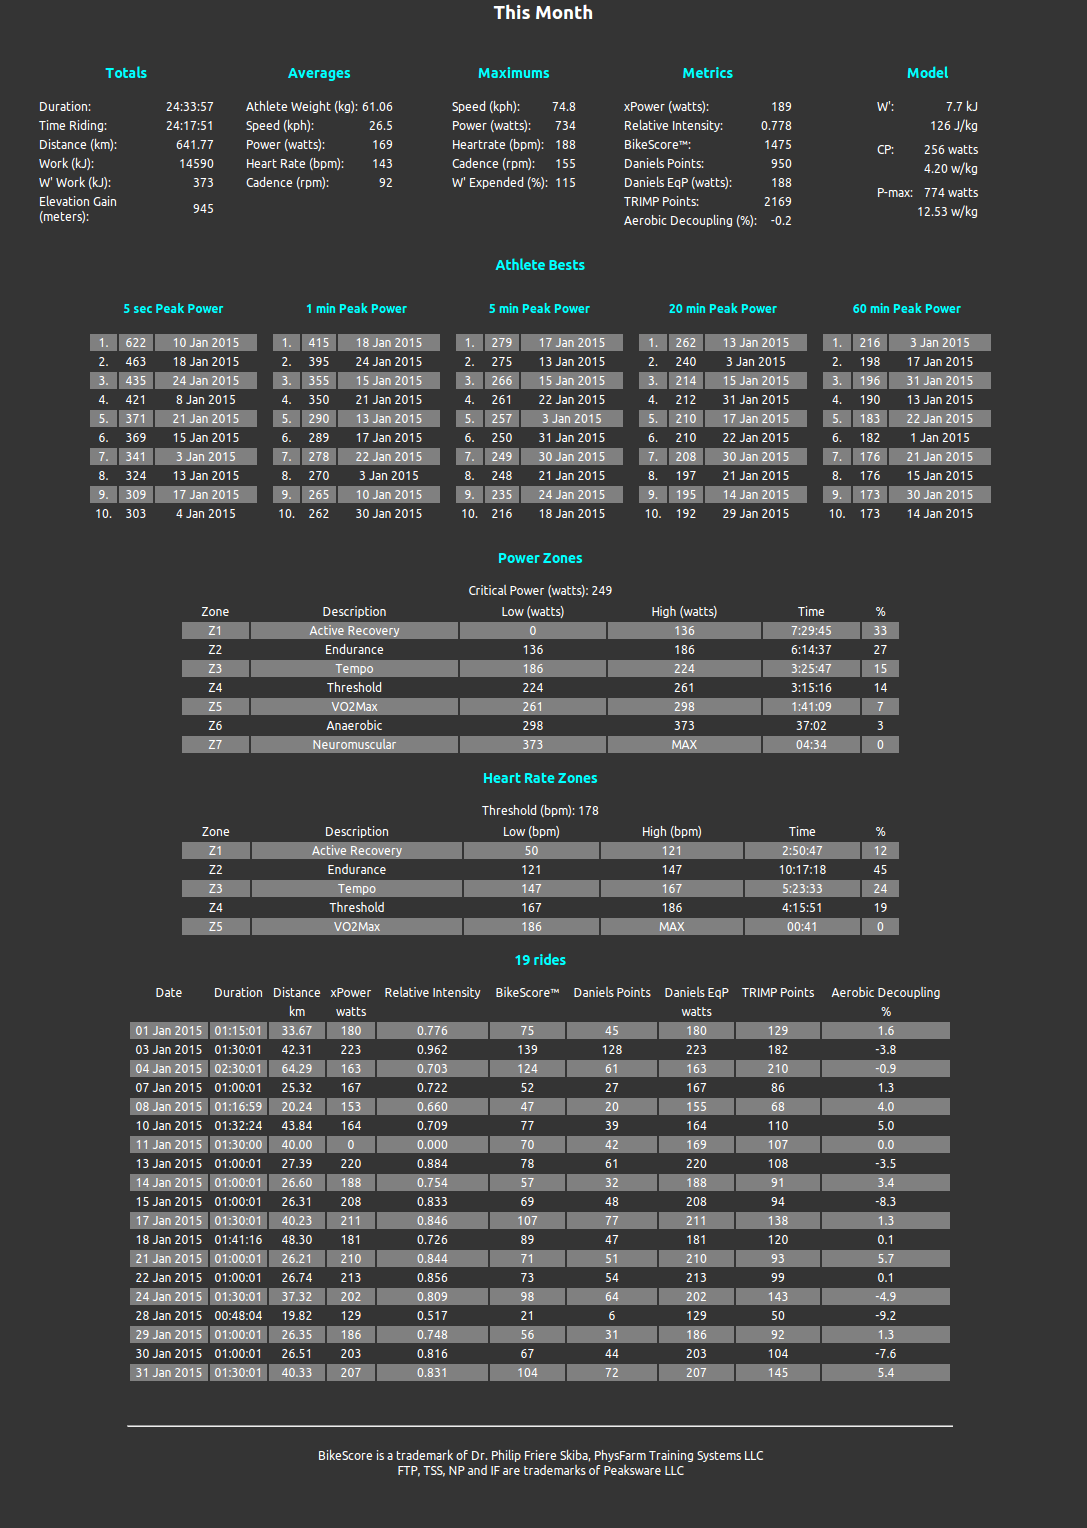 This Month
Totals Averages Maximums Metrics Model
Duration: 24:33:57 Athlete Weight (kg): 61.06 Speed (kph): 74.8 xPower (watts): 189 W': 7.7 kJ
Time Riding: 24:17:51 Speed (kph): 26.5 Power (watts): 734 Relative Intensity: 0.778 126 J/kg
Distance (km): 641.77 Power (watts): 169 Heartrate (bpm): 188 BikeScore™: 1475 CP: 256 watts
Work (kJ): 14590 Heart Rate (bpm): 143 Cadence (rpm): 155 Daniels Points: 950 4.20 w/kg
W' Work (kJ): 373 Cadence (rpm): 92 W' Expended (%): 115 Daniels EqP (watts): 188 P-max: 774 watts
Elevation Gain (meters): 945 TRIMP Points: 2169 12.53 w/kg
Aerobic Decoupling (%): -0.2
Athlete Bests
5 sec Peak Power 1 min Peak Power 5 min Peak Power 20 min Peak Power 60 min Peak Power
1. 622 10 Jan 2015 1. 415 18 Jan 2015 1. 279 17 Jan 2015 1. 262 13 Jan 2015 1. 216 3 Jan 2015
2. 463 18 Jan 2015 2. 395 24 Jan 2015 2. 275 13 Jan 2015 2. 240 3 Jan 2015 2. 198 17 Jan 2015
3. 435 24 Jan 2015 3. 355 15 Jan 2015 3. 266 15 Jan 2015 3. 214 15 Jan 2015 3. 196 31 Jan 2015
4. 421 8 Jan 2015 4. 350 21 Jan 2015 4. 261 22 Jan 2015 4. 212 31 Jan 2015 4. 190 13 Jan 2015
5. 371 21 Jan 2015 5. 290 13 Jan 2015 5. 257 3 Jan 2015 5. 210 17 Jan 2015 5. 183 22 Jan 2015
6. 369 15 Jan 2015 6. 289 17 Jan 2015 6. 250 31 Jan 2015 6. 210 22 Jan 2015 6. 182 1 Jan 2015
7. 341 3 Jan 2015 7. 278 22 Jan 2015 7. 249 30 Jan 2015 7. 208 30 Jan 2015 7. 176 21 Jan 2015
8. 324 13 Jan 2015 8. 270 3 Jan 2015 8. 248 21 Jan 2015 8. 197 21 Jan 2015 8. 176 15 Jan 2015
9. 309 17 Jan 2015 9. 265 10 Jan 2015 9. 235 24 Jan 2015 9. 195 14 Jan 2015 9. 173 30 Jan 2015
10. 303 4 Jan 2015 10. 262 30 Jan 2015 10. 216 18 Jan 2015 10. 192 29 Jan 2015 10. 173 14 Jan 2015
Power Zones
Critical Power (watts): 249
Zone Description Low (watts) High (watts) Time %
Z1 Active Recovery 0 136 7:29:45 33
Z2 Endurance 136 186 6:14:37 27
Z3 Tempo 186 224 3:25:47 15
Z4 Threshold 224 261 3:15:16 14
Z5 VO2Max 261 298 1:41:09 7
Z6 Anaerobic 298 373 37:02 3
Z7 Neuromuscular 373 MAX 04:34 0
Heart Rate Zones
Threshold (bpm): 178
Zone Description Low (bpm) High (bpm) Time %
Z1 Active Recovery 50 121 2:50:47 12
Z2 Endurance 121 147 10:17:18 45
Z3 Tempo 147 167 5:23:33 24
Z4 Threshold 167 186 4:15:51 19
Z5 VO2Max 186 MAX 00:41 0
19 rides
Date Duration Distance xPower Relative Intensity BikeScore™ Daniels Points Daniels EqP TRIMP Points Aerobic Decoupling
km watts watts %
01 Jan 2015 01:15:01 33.67 180 0.776 75 45 180 129 1.6
03 Jan 2015 01:30:01 42.31 223 0.962 139 128 223 182 -3.8
04 Jan 2015 02:30:01 64.29 163 0.703 124 61 163 210 -0.9
07 Jan 2015 01:00:01 25.32 167 0.722 52 27 167 86 1.3
08 Jan 2015 01:16:59 20.24 153 0.660 47 20 155 68 4.0
10 Jan 2015 01:32:24 43.84 164 0.709 77 39 164 110 5.0
11 Jan 2015 01:30:00 40.00 0 0.000 70 42 169 107 0.0
13 Jan 2015 01:00:01 27.39 220 0.884 78 61 220 108 -3.5
14 Jan 2015 01:00:01 26.60 188 0.754 57 32 188 91 3.4
15 Jan 2015 01:00:01 26.31 208 0.833 69 48 208 94 -8.3
17 Jan 2015 01:30:01 40.23 211 0.846 107 77 211 138 1.3
18 Jan 2015 01:41:16 48.30 181 0.726 89 47 181 120 0.1
21 Jan 2015 01:00:01 26.21 210 0.844 71 51 210 93 5.7
22 Jan 2015 01:00:01 26.74 213 0.856 73 54 213 99 0.1
24 Jan 2015 01:30:01 37.32 202 0.809 98 64 202 143 -4.9
28 Jan 2015 00:48:04 19.82 129 0.517 21 6 129 50 -9.2
29 Jan 2015 01:00:01 26.35 186 0.748 56 31 186 92 1.3
30 Jan 2015 01:00:01 26.51 203 0.816 67 44 203 104 -7.6
31 Jan 2015 01:30:01 40.33 207 0.831 104 72 207 145 5.4
BikeScore is a trademark of Dr. Philip Friere Skiba, PhysFarm Training Systems LLC
FTP, TSS, NP and IF are trademarks of Peaksware LLC